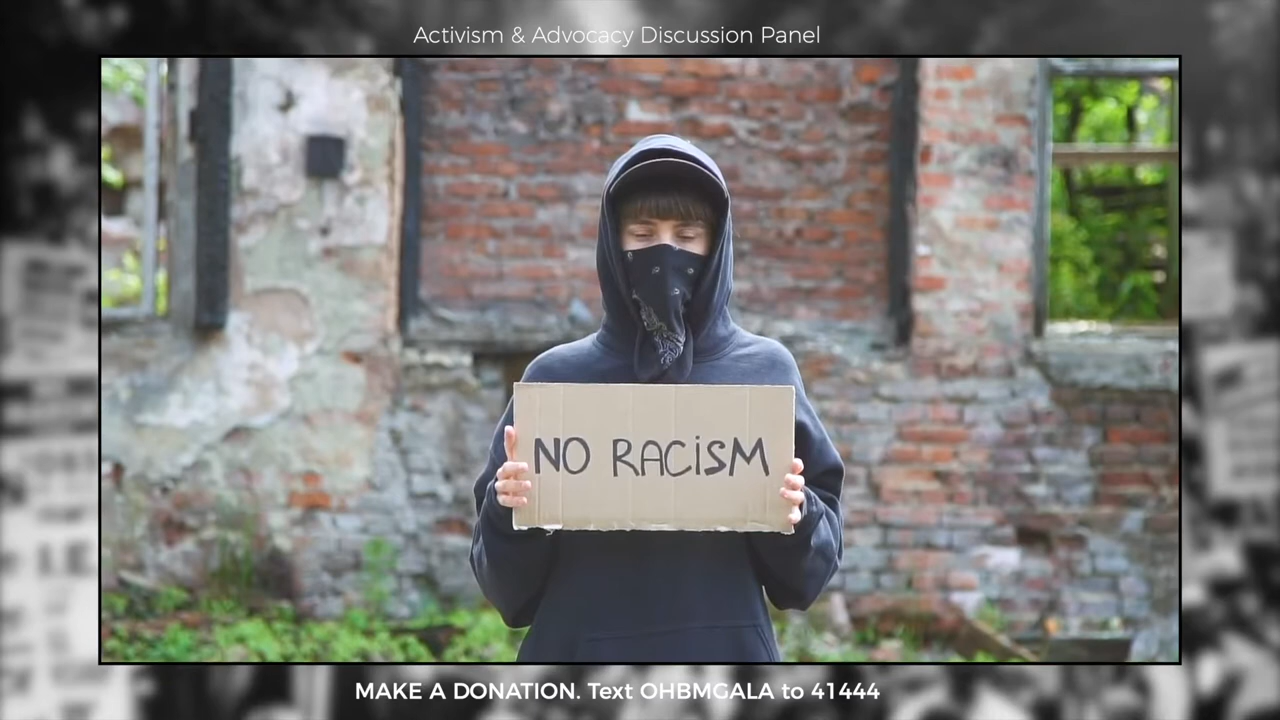 Activism & Advocacy Discussion Panel
NO RACiSM
MAKE A DONATION. Text OHBMGALA to 41444